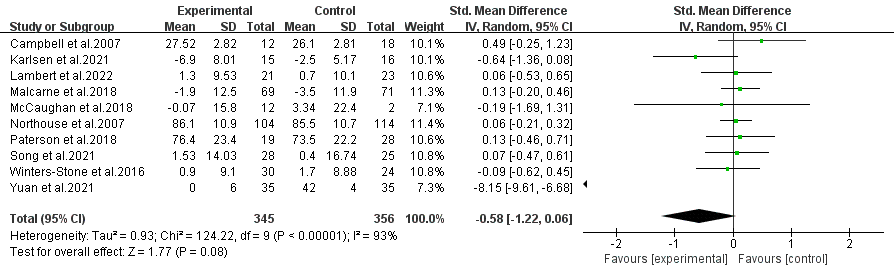 Experimental Control Std. Mean Difference Std. Mean Difference
Study or Subgroup Mean SD Total Mean SD Total Weight IV, Random, 95% CI IV, Random, 95% CI
Campbell et al.2007 27.52 2.82 12 26.1 2.81 18 10.1% 0.49 [-0.25, 1.23]
Karlsen et al.2021 -6.9 8.01 15 -2.5 5.17 16 10.1% -0.64 [-1.36, 0.08]
Lambert et al.2022 1.3 9.53 21 0.7 10.1 23 10.5% 0.06 [-0.53, 0.65]
Malcarne et al.2018 -1.9 12.5 69 -3.5 11.9 71 11.2% 0.13 [-0.20, 0.46]
McCaughan et al.2018 -0.07 15.8 12 3.34 22.4 2 7.1% -0.19 [-1.69, 1.31]
Northouse et al.2007 86.1 10.9 104 85.5 10.7 114 11.4% 0.06 [-0.21, 0.32]
Paterson et al.2018 76.4 23.4 19 73.5 22.2 28 10.5% 0.13 [-0.46, 0.71]
Song et al.2021 1.53 14.03 28 0.4 16.74 25 10.8% 0.07 [-0.47, 0.61]
Winters-Stone et al.2016 0.9 9.1 30 1.7 8.88 24 10.8% -0.09 [-0.62, 0.45]
Yuan et al.2021 0 6 35 42 4 35 7.3% -8.15 [-9.61, -6.68]
Total (95% CI) 345 356 100.0% -0.58 [-1.22, 0.06]
Heterogeneity: Tau² = 0.93; Chi² = 124.22, df = 9 (P < 0.00001); I² = 93%
Test for overall effect: Z = 1.77 (P = 0.08)
-2 -1 0 1 2
Favours [experimental] Favours [control]